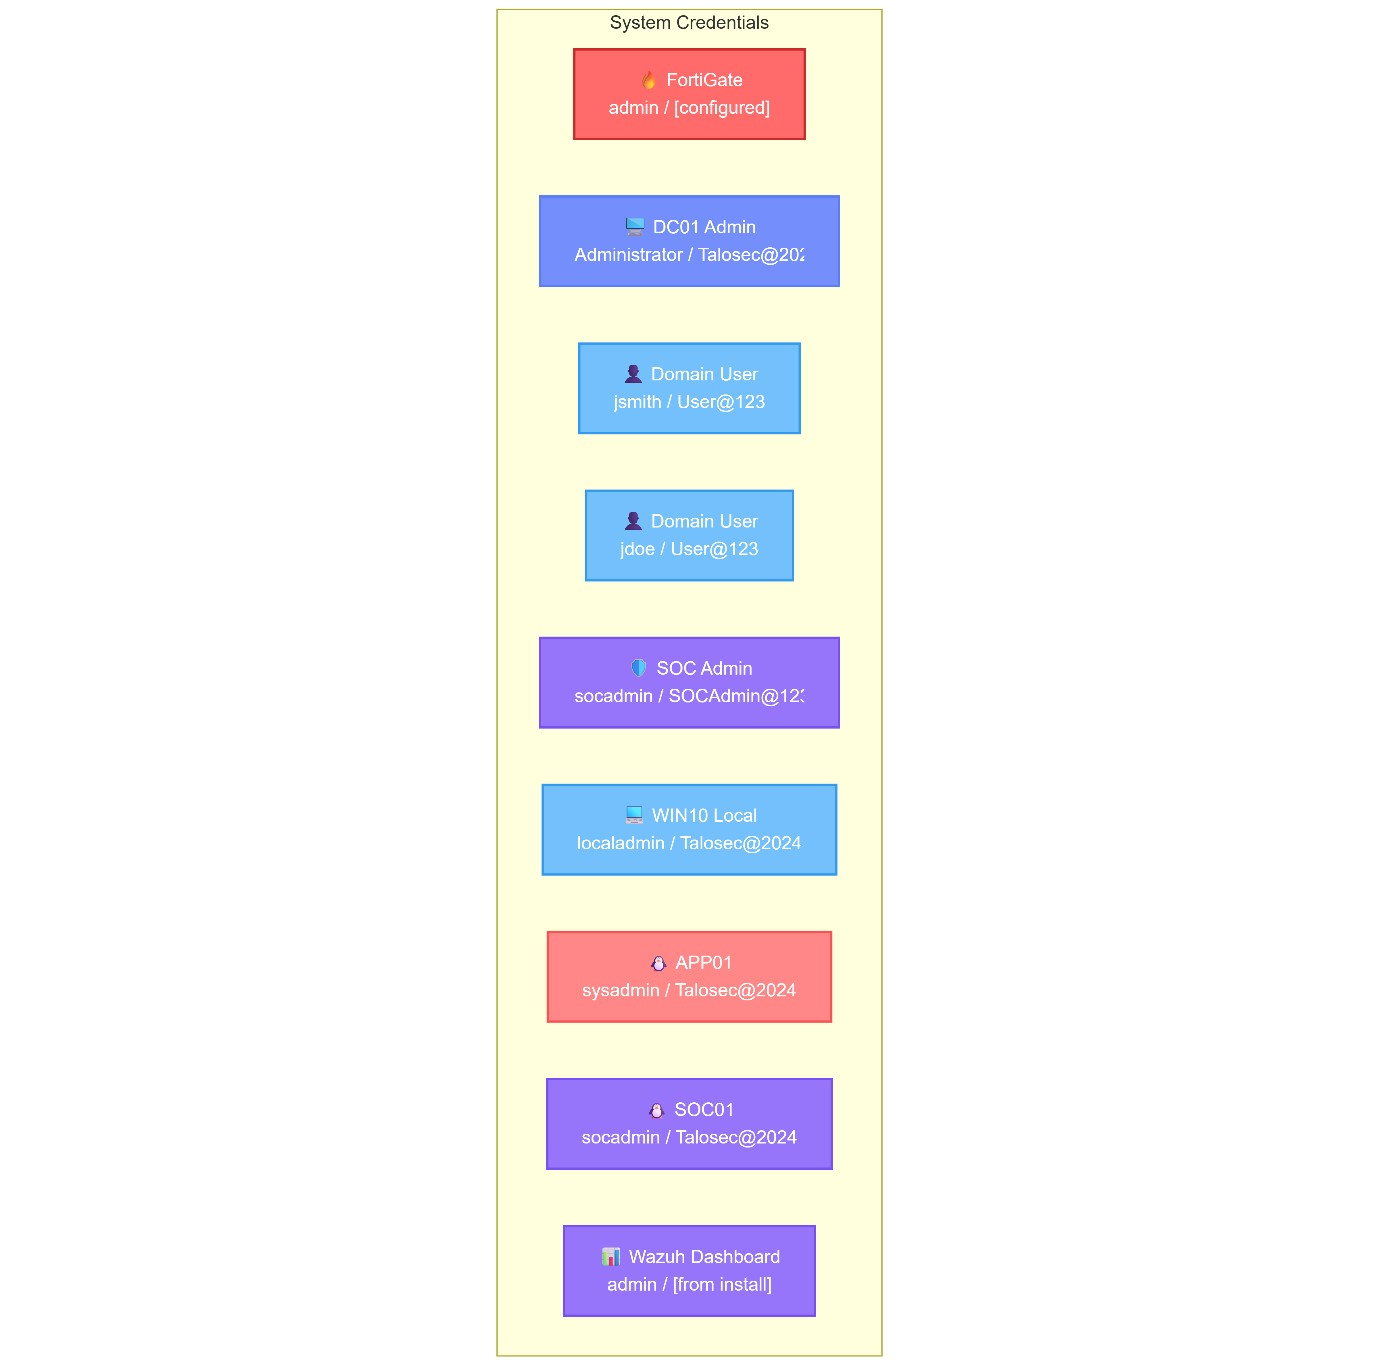 System Credentials
FortiGate
admin / [configured]
DC01 Admin
Administrator / Talosec@202
Domain User
jsmith / User@123
Domain User
jdoe / User@123
SOC Admin
socadmin / SOCAdmin@123
WIN10 Local
localadmin / Talosec@2024
APP01
sysadmin / Talosec@2024
SOC01
socadmin / Talosec@2024
Wazuh Dashboard
admin / [from install]